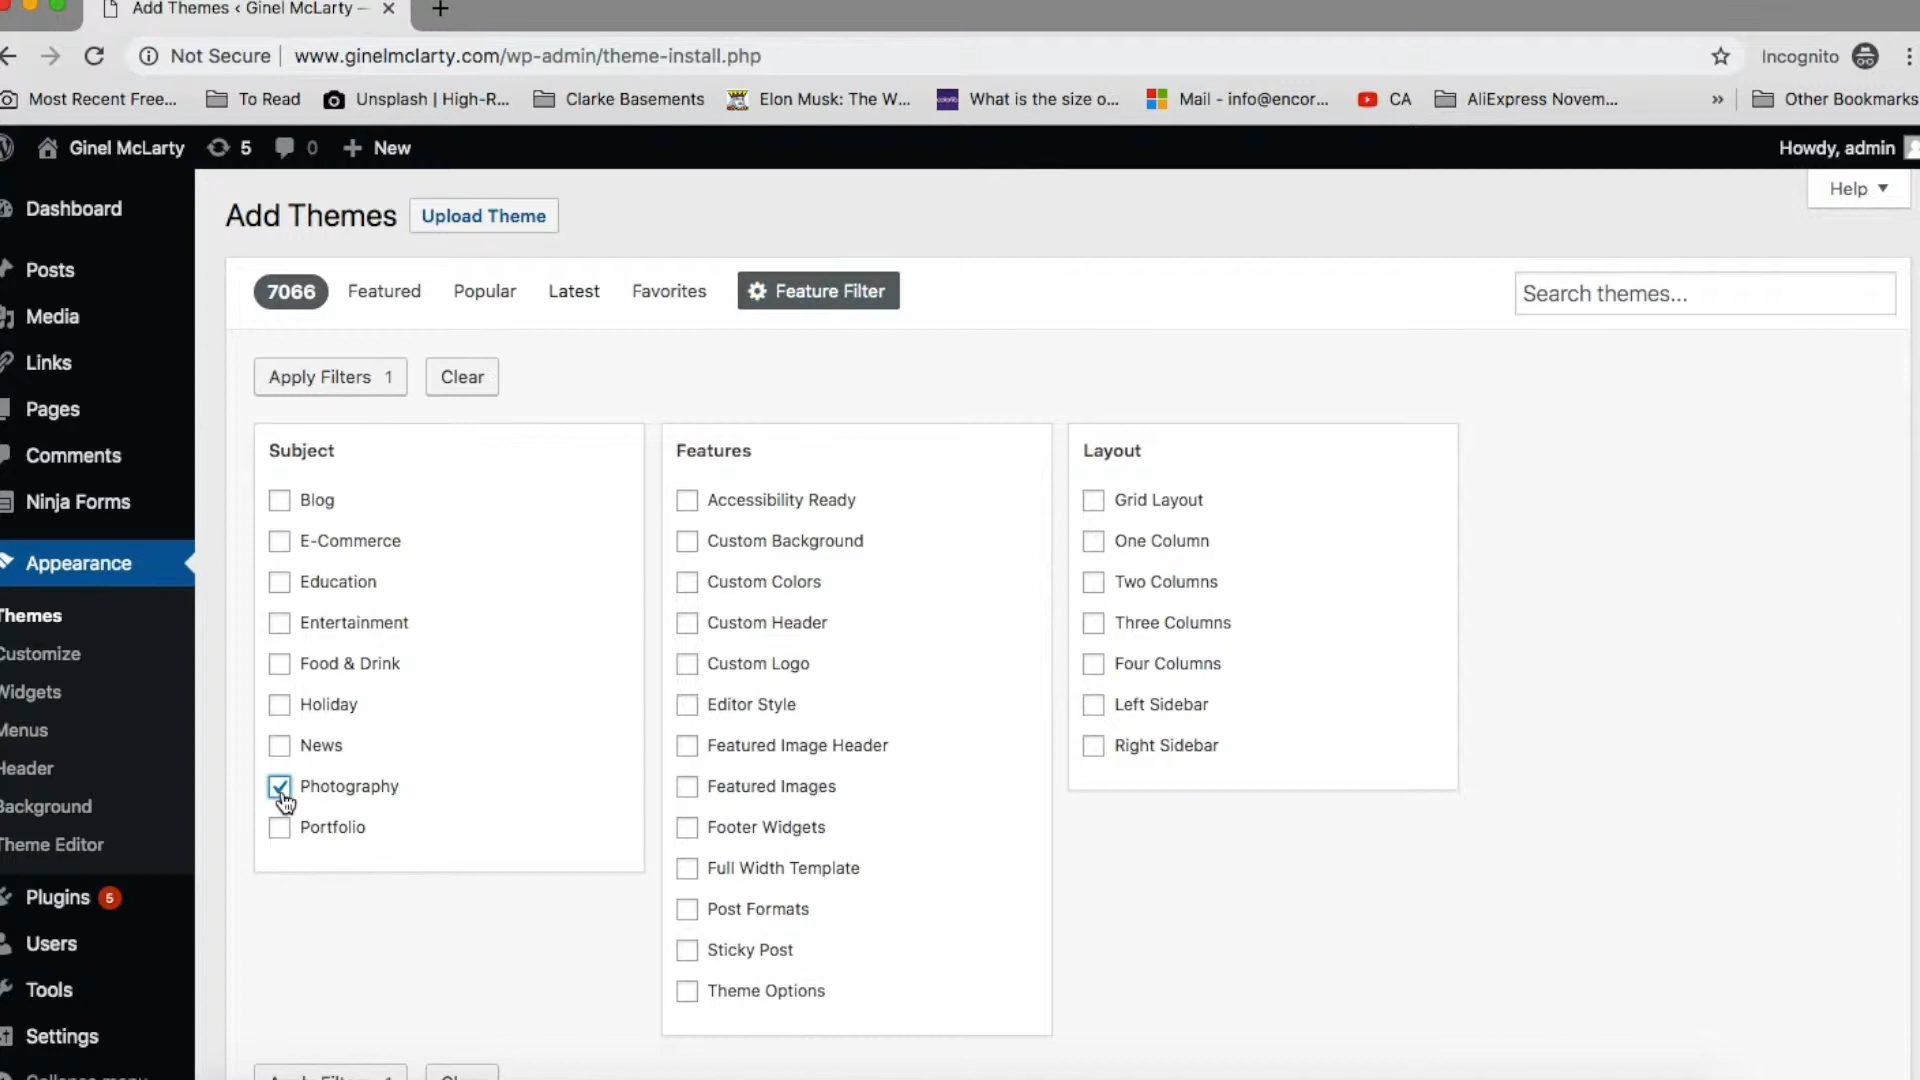 Add Themes ‹ Ginel McLarty —
Not Secure www.ginelmclarty.com/wp-admin/theme-install.php Incognito
Most Recent Free... To Read Unsplash | High-R... Clarke Basements Elon Musk: The W... What is the size o... Mail - info@encor... CA AliExpress Novem... » Other Bookmarks
Ginel McLarty 5 0 New Howdy, admin
Help
Dashboard
Posts
Media
Links
Pages
Comments
Ninja Forms
Appearance
Themes
Customize
Widgets
Menus
Header
Background
Theme Editor
Plugins 5
Users
Tools
Settings
Collapse menu
Add Themes Upload Theme
7066 Featured Popular Latest Favorites Feature Filter Search themes...
Apply Filters 1 Clear
Subject
Blog
E-Commerce
Education
Entertainment
Food & Drink
Holiday
News
Photography
Portfolio
Features
Accessibility Ready
Custom Background
Custom Colors
Custom Header
Custom Logo
Editor Style
Featured Image Header
Featured Images
Footer Widgets
Full Width Template
Post Formats
Sticky Post
Theme Options
Layout
Grid Layout
One Column
Two Columns
Three Columns
Four Columns
Left Sidebar
Right Sidebar
Apply Filters 1 Clear